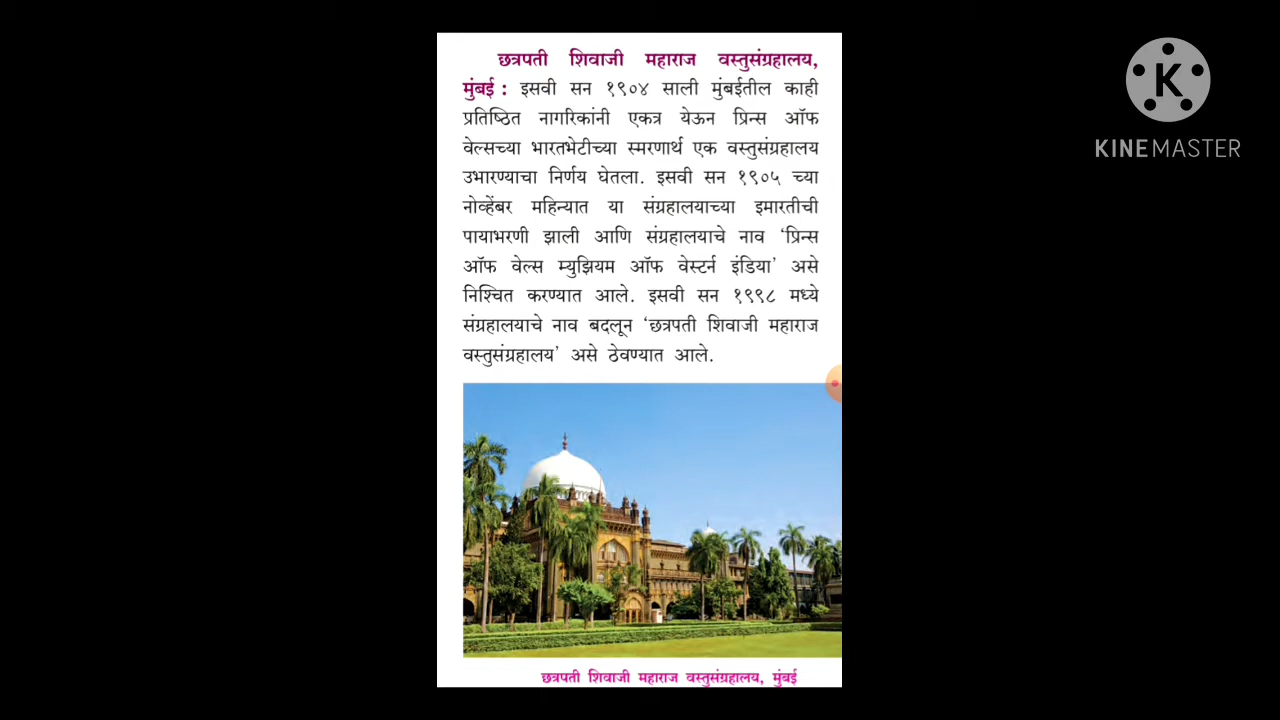 छत्रपती शिवाजी महाराज वस्तुसंग्रहालय,
मुंबई : इसवी सन १९०४ साली मुंबईतील काही
प्रतिष्ठित नागरिकांनी एकत्र येऊन प्रिन्स ऑफ
वेल्सच्या भारतभेटीच्या स्मरणार्थ एक वस्तुसंग्रहालय
उभारण्याचा निर्णय घेतला. इसवी सन १९०५ च्या
नोव्हेंबर महिन्यात या संग्रहालयाच्या इमारतीची
पायाभरणी झाली आणि संग्रहालयाचे नाव ‘प्रिन्स
ऑफ वेल्स म्युझियम ऑफ वेस्टर्न इंडिया’ असे
निश्चित करण्यात आले. इसवी सन १९९८ मध्ये
संग्रहालयाचे नाव बदलून ‘छत्रपती शिवाजी महाराज
वस्तुसंग्रहालय’ असे ठेवण्यात आले.
छत्रपती शिवाजी महाराज वस्तुसंग्रहालय, मुंबई
K
KINEMASTER